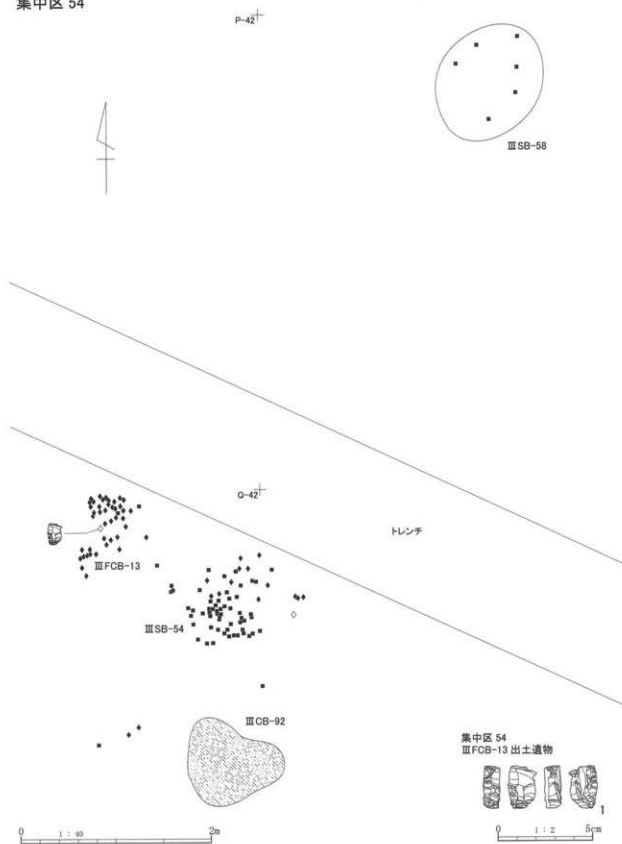 集中区 54
P-42
ⅢSB-58
Q-42
トレンチ
ⅢFCB-13
ⅢSB-54
ⅢCB-92
集中区 54
ⅢFCB-13 出土遺物
1
0 1 : 40 2m
0 1 : 2 5cm